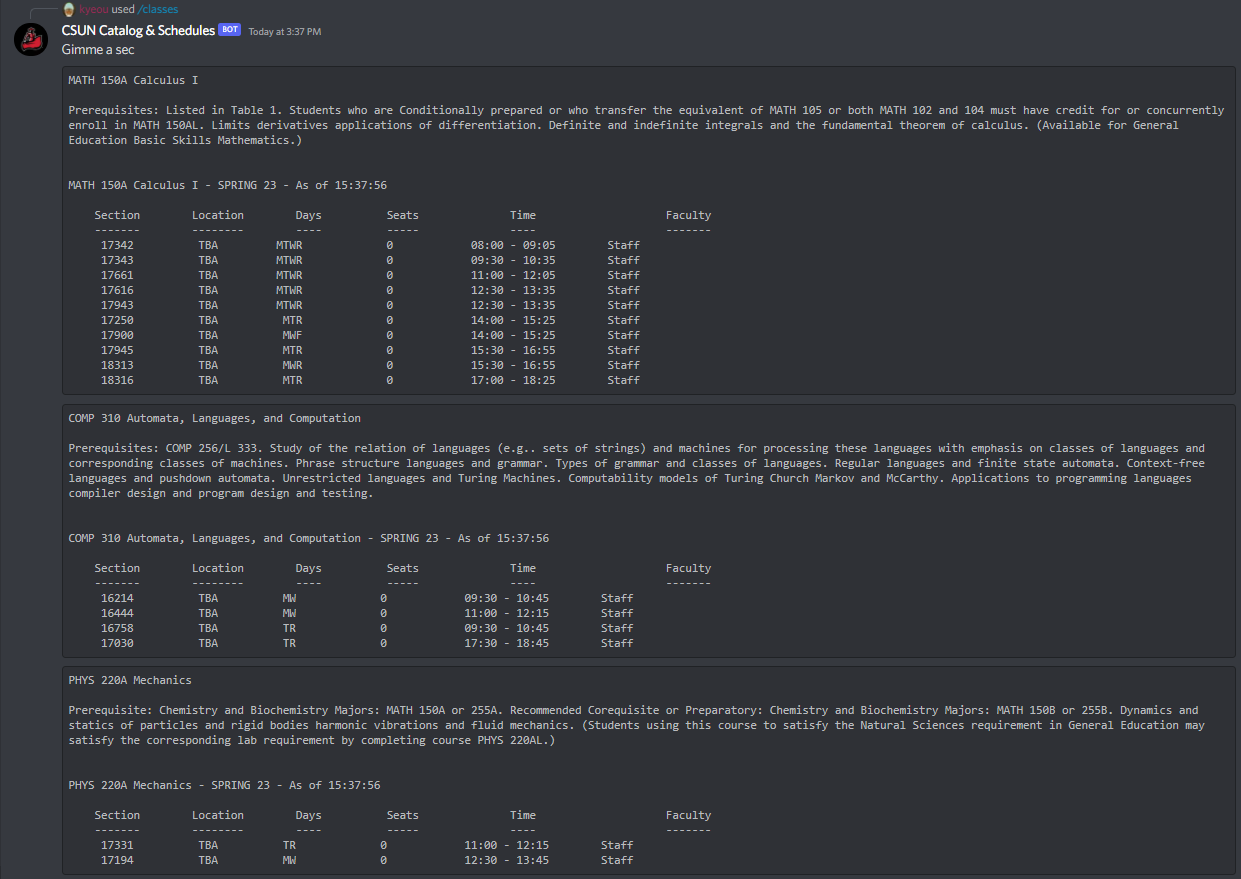 kyeou used /classes
CSUN Catalog & Schedules BOT Today at 3:37 PM
Gimme a sec
MATH 150A Calculus I
Prerequisites: Listed in Table 1. Students who are Conditionally prepared or who transfer the equivalent of MATH 105 or both MATH 102 and 104 must have credit for or concurrently
enroll in MATH 150AL. Limits derivatives applications of differentiation. Definite and indefinite integrals and the fundamental theorem of calculus. (Available for General
Education Basic Skills Mathematics.)
MATH 150A Calculus I - SPRING 23 - As of 15:37:56
Section Location Days Seats Time Faculty
------- -------- ---- ----- ---- -------
17342 TBA MTWR 0 08:00 - 09:05 Staff
17343 TBA MTWR 0 09:30 - 10:35 Staff
17661 TBA MTWR 0 11:00 - 12:05 Staff
17616 TBA MTWR 0 12:30 - 13:35 Staff
17943 TBA MTWR 0 12:30 - 13:35 Staff
17250 TBA MTR 0 14:00 - 15:25 Staff
17900 TBA MWF 0 14:00 - 15:25 Staff
17945 TBA MTR 0 15:30 - 16:55 Staff
18313 TBA MWR 0 15:30 - 16:55 Staff
18316 TBA MTR 0 17:00 - 18:25 Staff
COMP 310 Automata, Languages, and Computation
Prerequisites: COMP 256/L 333. Study of the relation of languages (e.g.. sets of strings) and machines for processing these languages with emphasis on classes of languages and
corresponding classes of machines. Phrase structure languages and grammar. Types of grammar and classes of languages. Regular languages and finite state automata. Context-free
languages and pushdown automata. Unrestricted languages and Turing Machines. Computability models of Turing Church Markov and McCarthy. Applications to programming languages
compiler design and program design and testing.
COMP 310 Automata, Languages, and Computation - SPRING 23 - As of 15:37:56
Section Location Days Seats Time Faculty
------- -------- ---- ----- ---- -------
16214 TBA MW 0 09:30 - 10:45 Staff
16444 TBA MW 0 11:00 - 12:15 Staff
16758 TBA TR 0 09:30 - 10:45 Staff
17030 TBA TR 0 17:30 - 18:45 Staff
PHYS 220A Mechanics
Prerequisite: Chemistry and Biochemistry Majors: MATH 150A or 255A. Recommended Corequisite or Preparatory: Chemistry and Biochemistry Majors: MATH 150B or 255B. Dynamics and
statics of particles and rigid bodies harmonic vibrations and fluid mechanics. (Students using this course to satisfy the Natural Sciences requirement in General Education may
satisfy the corresponding lab requirement by completing course PHYS 220AL.)
PHYS 220A Mechanics - SPRING 23 - As of 15:37:56
Section Location Days Seats Time Faculty
------- -------- ---- ----- ---- -------
17331 TBA TR 0 11:00 - 12:15 Staff
17194 TBA MW 0 12:30 - 13:45 Staff